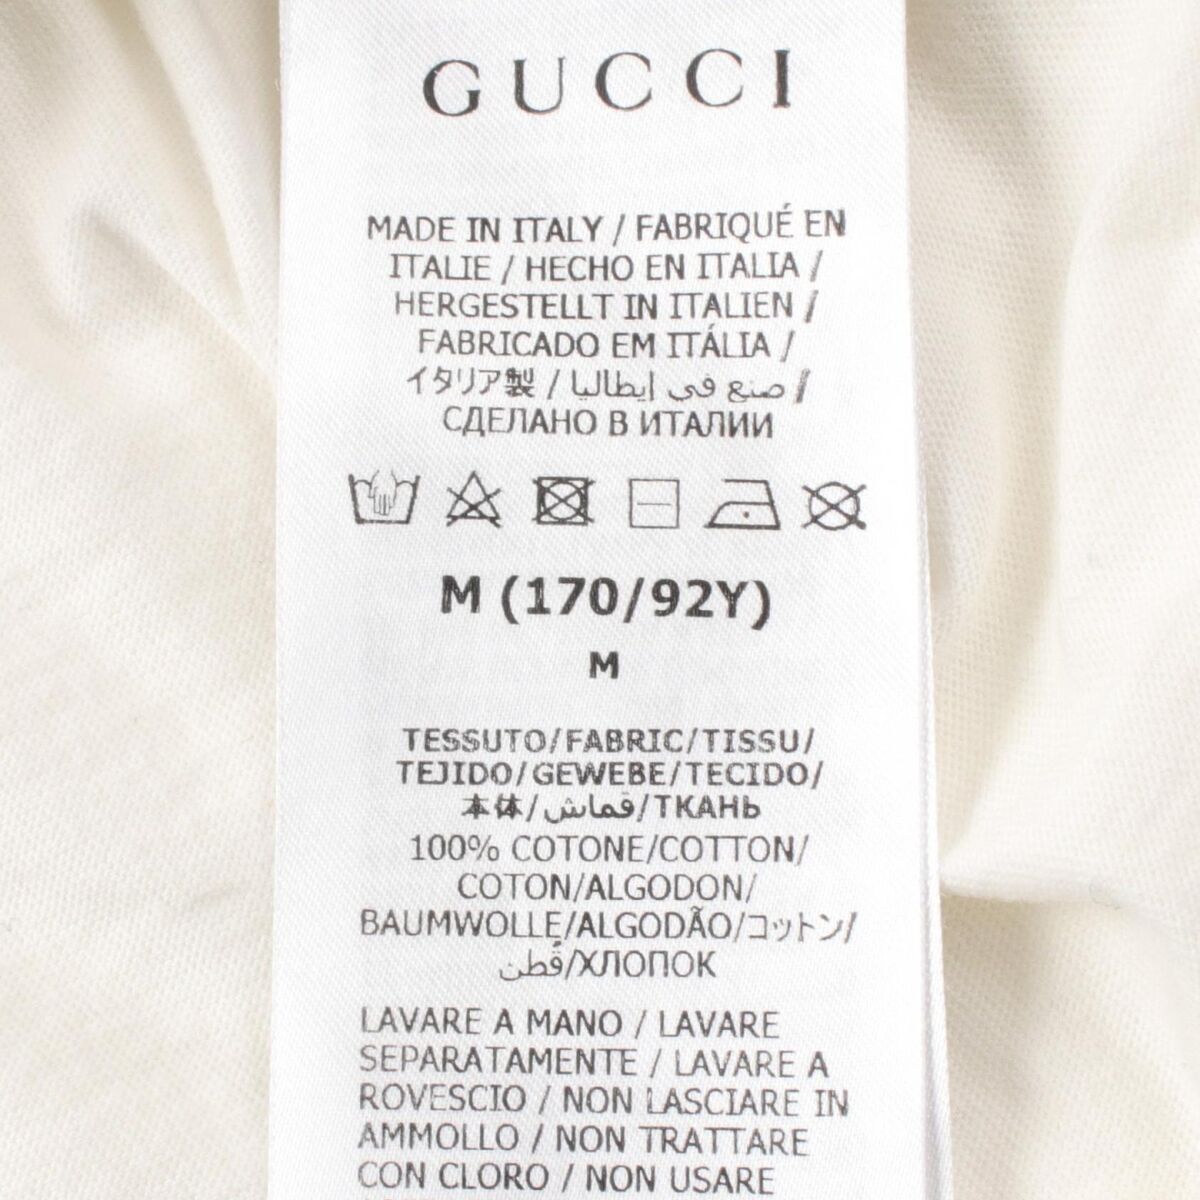 GUCCI
MADE IN ITALY / FABRIQUÉ EN
ITALIE / HECHO EN ITALIA /
HERGESTELLT IN ITALIEN /
FABRICADO EM ITÁLIA /
イタリア製 / صنع في إيطاليا /
СДЕЛАНО В ИТАЛИИ
M (170/92Y)
M
TESSUTO/FABRIC/TISSU/
TEJIDO/GEWEBE/TECIDO/
本体/قماش/ТКАНЬ
100% COTONE/COTTON/
COTON/ALGODON/
BAUMWOLLE/ALGODÃO/コットン/
قُطن/ХЛОПОК
LAVARE A MANO / LAVARE
SEPARATAMENTE / LAVARE A
ROVESCIO / NON LASCIARE IN
AMMOLLO / NON TRATTARE
CON CLORO / NON USARE